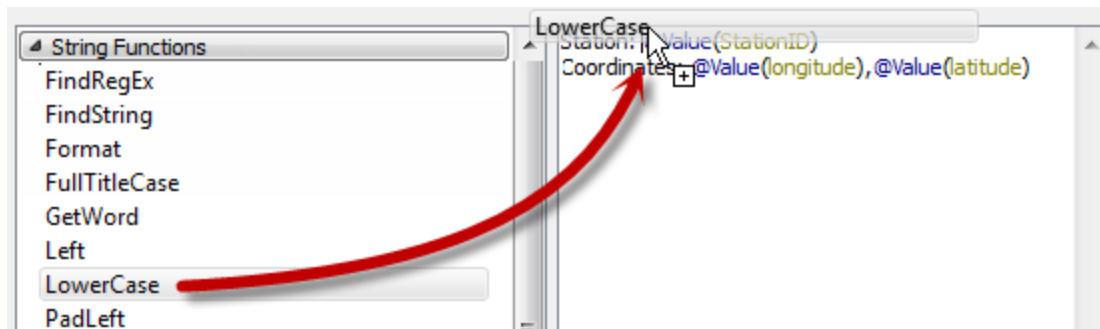 String Functions
FindRegEx
FindString
Format
FullTitleCase
GetWord
Left
LowerCase
PadLeft
LowerCase
Station: @Value(StationID)
Coordinates: @Value(longitude),@Value(latitude)